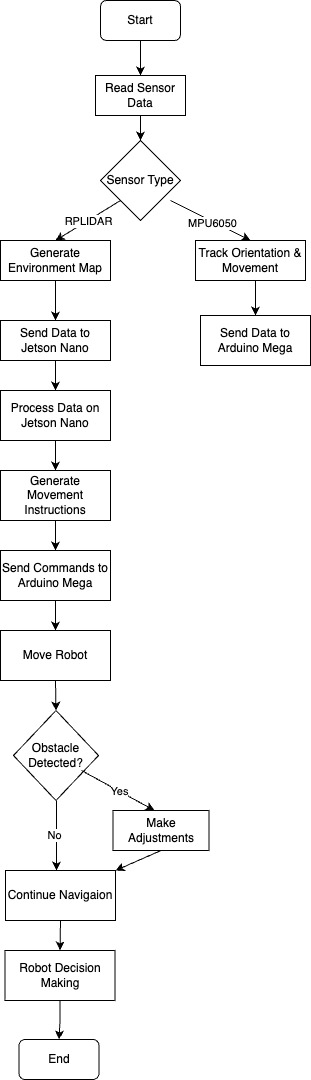 Start
Read Sensor
Data
Sensor Type
RPLIDAR
MPU6050
Generate
Environment Map
Track Orientation &
Movement
Send Data to
Jetson Nano
Send Data to
Arduino Mega
Process Data on
Jetson Nano
Generate
Movement
Instructions
Send Commands to
Arduino Mega
Move Robot
Obstacle
Detected?
Yes
Make
Adjustments
No
Continue Navigaion
Robot Decision
Making
End